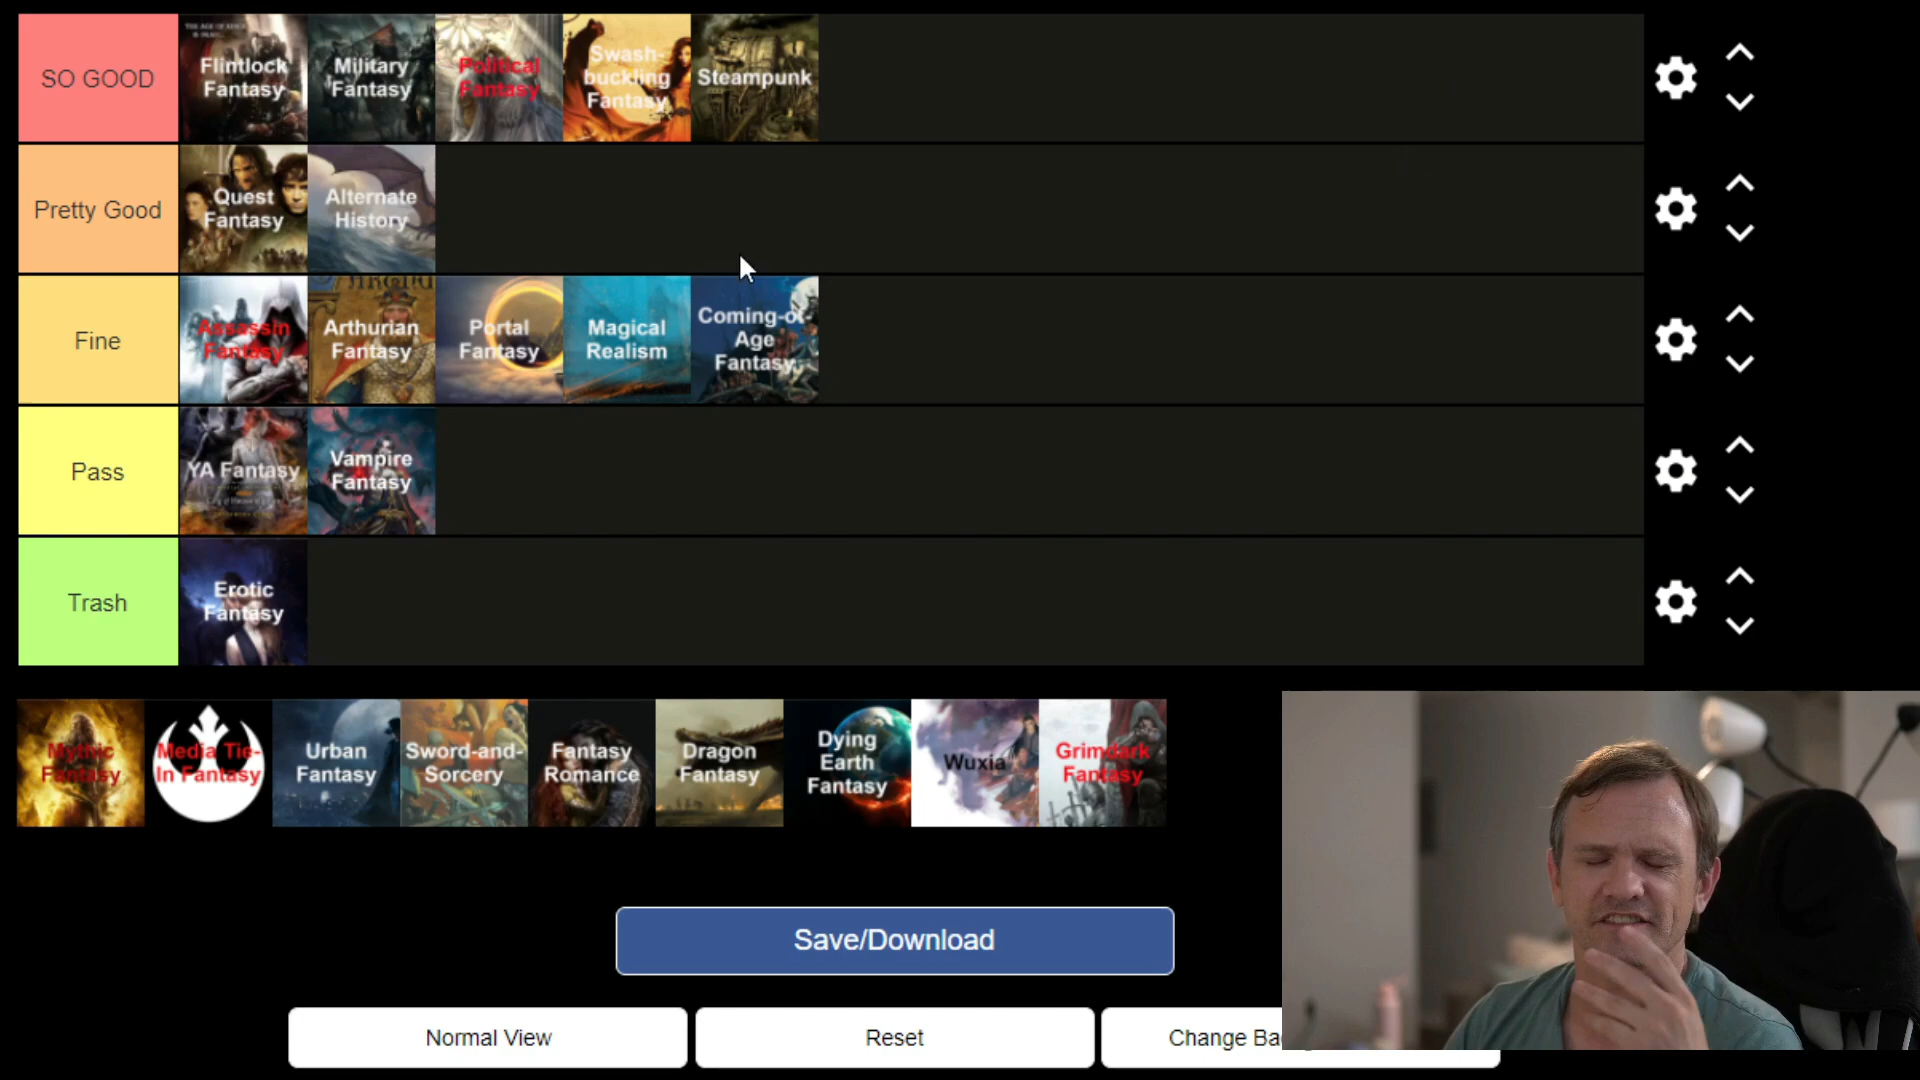 SO GOOD
Flintlock
Fantasy
Military
Fantasy
Political
Fantasy
Swash-
buckling
Fantasy
Steampunk
Pretty Good
Quest
Fantasy
Alternate
History
Fine
Assassin
Fantasy
Arthurian
Fantasy
Portal
Fantasy
Magical
Realism
Coming-of-
Age
Fantasy
Pass
YA Fantasy
Vampire
Fantasy
Trash
Erotic
Fantasy
Mythic
Fantasy
Media Tie-
In Fantasy
Urban
Fantasy
Sword-and-
Sorcery
Fantasy
Romance
Dragon
Fantasy
Dying
Earth
Fantasy
Wuxia
Grimdark
Fantasy
Save/Download
Normal View
Reset
Change